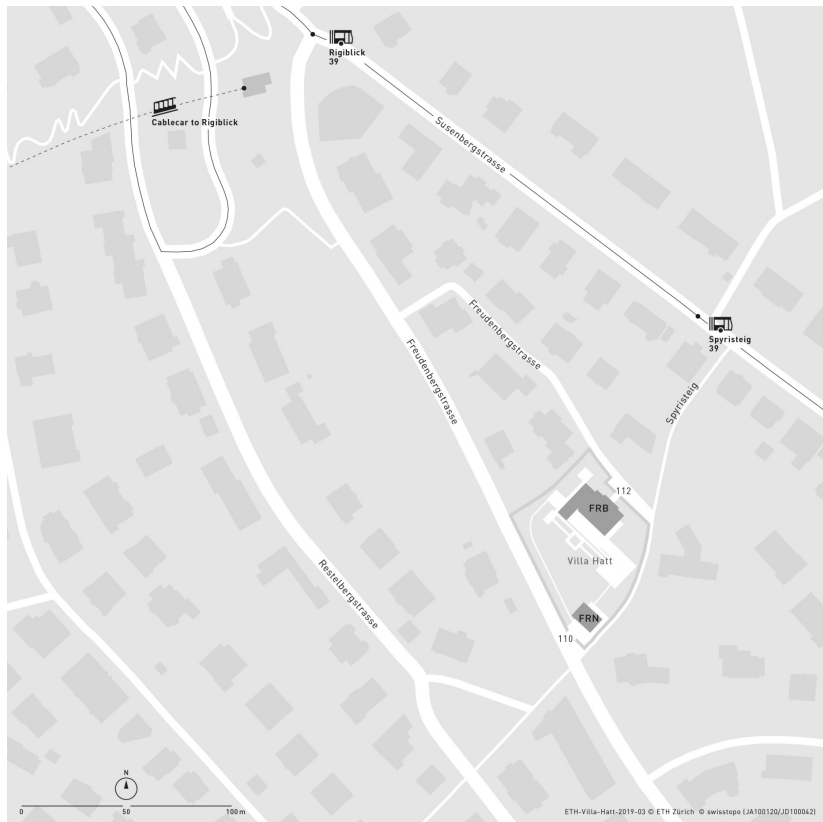 Rigiblick
39
Cablecar to Rigiblick
Susenbergstrasse
Freudenbergstrasse
Spyristeig
39
Freudenbergstrasse
Spyristeig
112
FRB
Villa Hatt
Restelbergstrasse
FRN
110
N
0 50 100m
ETH-Villa-Hatt-2019-03 © ETH Zürich © swisstopo (JA100120/JD100042)